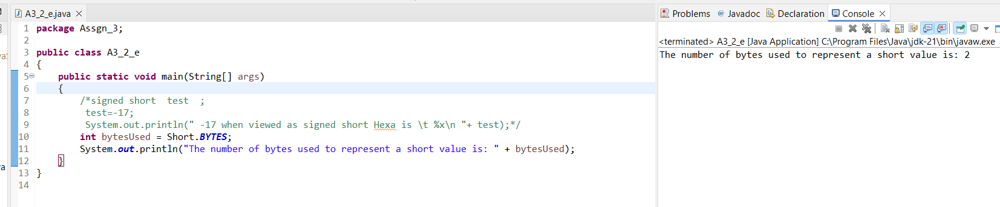 A3_2_e.java
1 package Assgn_3;
2
3 public class A3_2_e
4 {
5 public static void main(String[] args)
6 {
7 /*signed short  test  ;
8 test=-17;
9 System.out.println(" -17 when viewed as signed short Hexa is \t %x\n "+ test);*/
10 int bytesUsed = Short.BYTES;
11 System.out.println("The number of bytes used to represent a short value is: " + bytesUsed);
12 }
13 }
14
Problems @ Javadoc Declaration Console
<terminated> A3_2_e [Java Application] C:\Program Files\Java\jdk-21\bin\javaw.exe
The number of bytes used to represent a short value is: 2